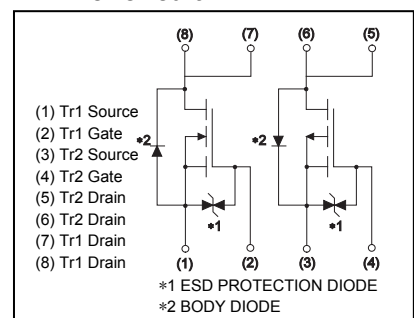 (8) (7) (6) (5)
(1) Tr1 Source
(2) Tr1 Gate
(3) Tr2 Source
(4) Tr2 Gate
(5) Tr2 Drain
(6) Tr2 Drain
(7) Tr1 Drain
(8) Tr1 Drain
*2 *2
*1 *1
(1) (2) (3) (4)
*1 ESD PROTECTION DIODE
*2 BODY DIODE